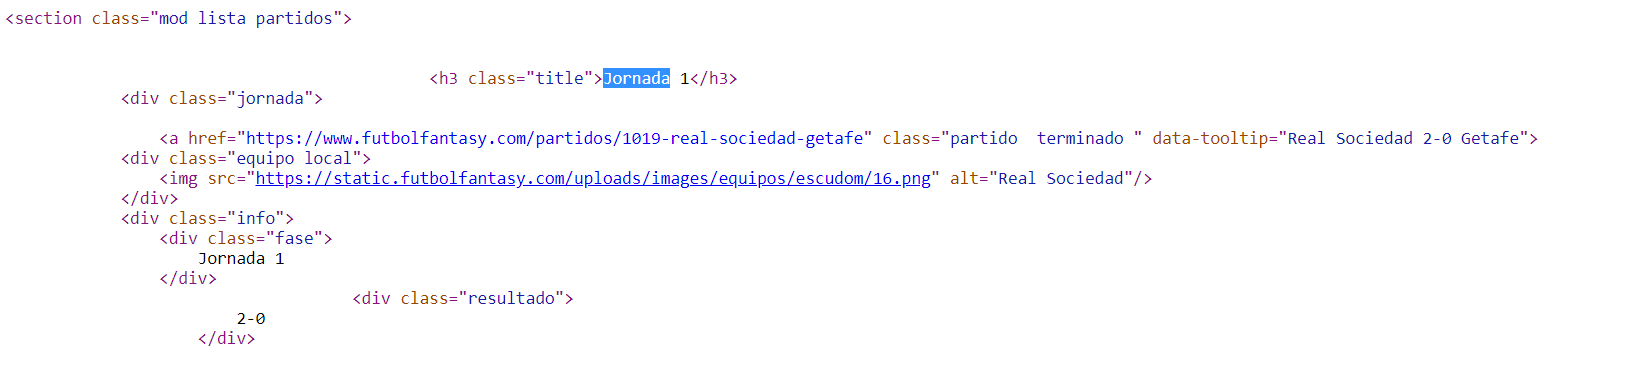 <section class="mod lista partidos">
<h3 class="title">Jornada 1</h3>
<div class="jornada">
<a href="https://www.futbolfantasy.com/partidos/1019-real-sociedad-getafe" class="partido  terminado " data-tooltip="Real Sociedad 2-0 Getafe">
<div class="equipo local">
<img src="https://static.futbolfantasy.com/uploads/images/equipos/escudom/16.png" alt="Real Sociedad"/>
</div>
<div class="info">
<div class="fase">
Jornada 1
</div>
<div class="resultado">
2-0
</div>